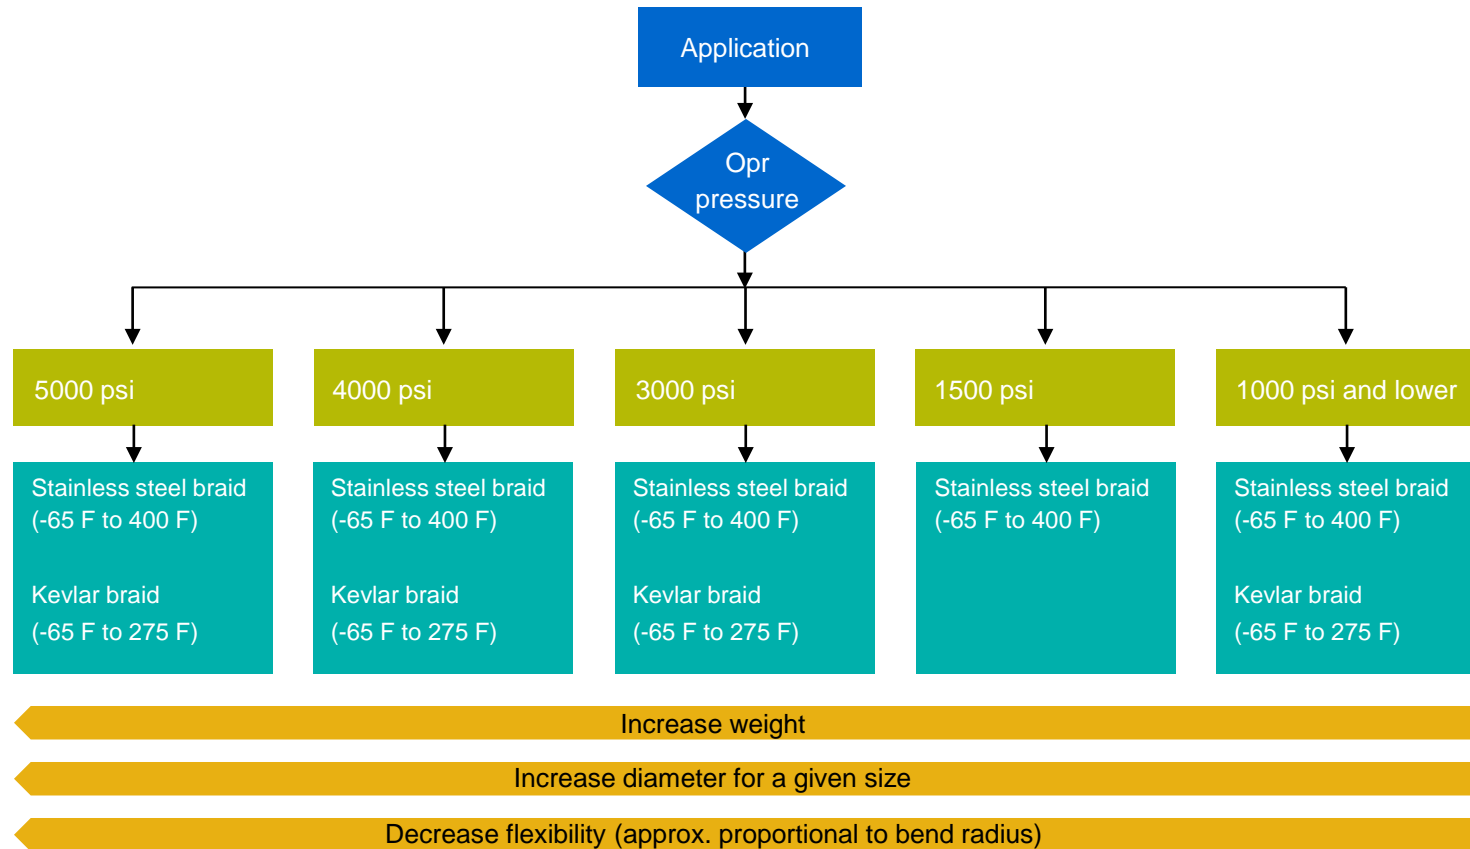 Application
Opr
pressure
5000 psi
4000 psi
3000 psi
1500 psi
1000 psi and lower
Stainless steel braid
(-65 F to 400 F)
Kevlar braid
(-65 F to 275 F)
Stainless steel braid
(-65 F to 400 F)
Kevlar braid
(-65 F to 275 F)
Stainless steel braid
(-65 F to 400 F)
Kevlar braid
(-65 F to 275 F)
Stainless steel braid
(-65 F to 400 F)
Stainless steel braid
(-65 F to 400 F)
Kevlar braid
(-65 F to 275 F)
Increase weight
Increase diameter for a given size
Decrease flexibility (approx. proportional to bend radius)